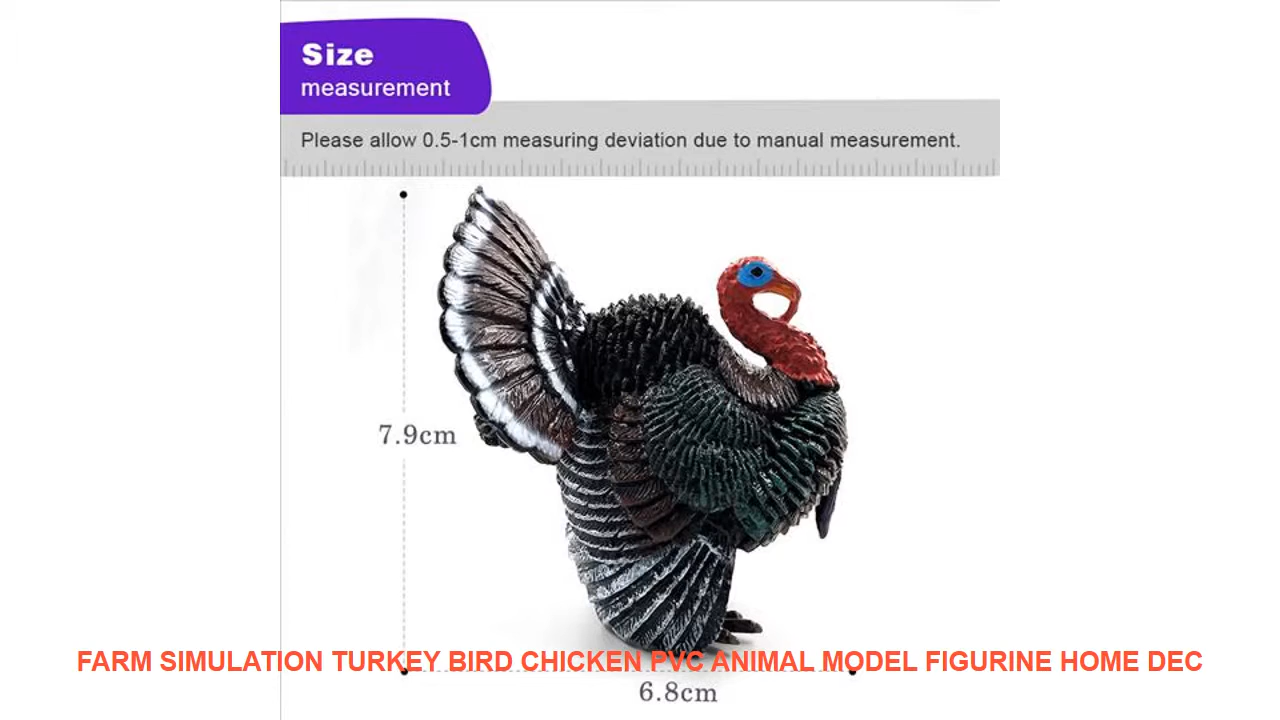 Size
measurement
Please allow 0.5-1cm measuring deviation due to manual measurement.
7.9cm
FARM SIMULATION TURKEY BIRD CHICKEN PVC ANIMAL MODEL FIGURINE HOME DEC
6.8cm